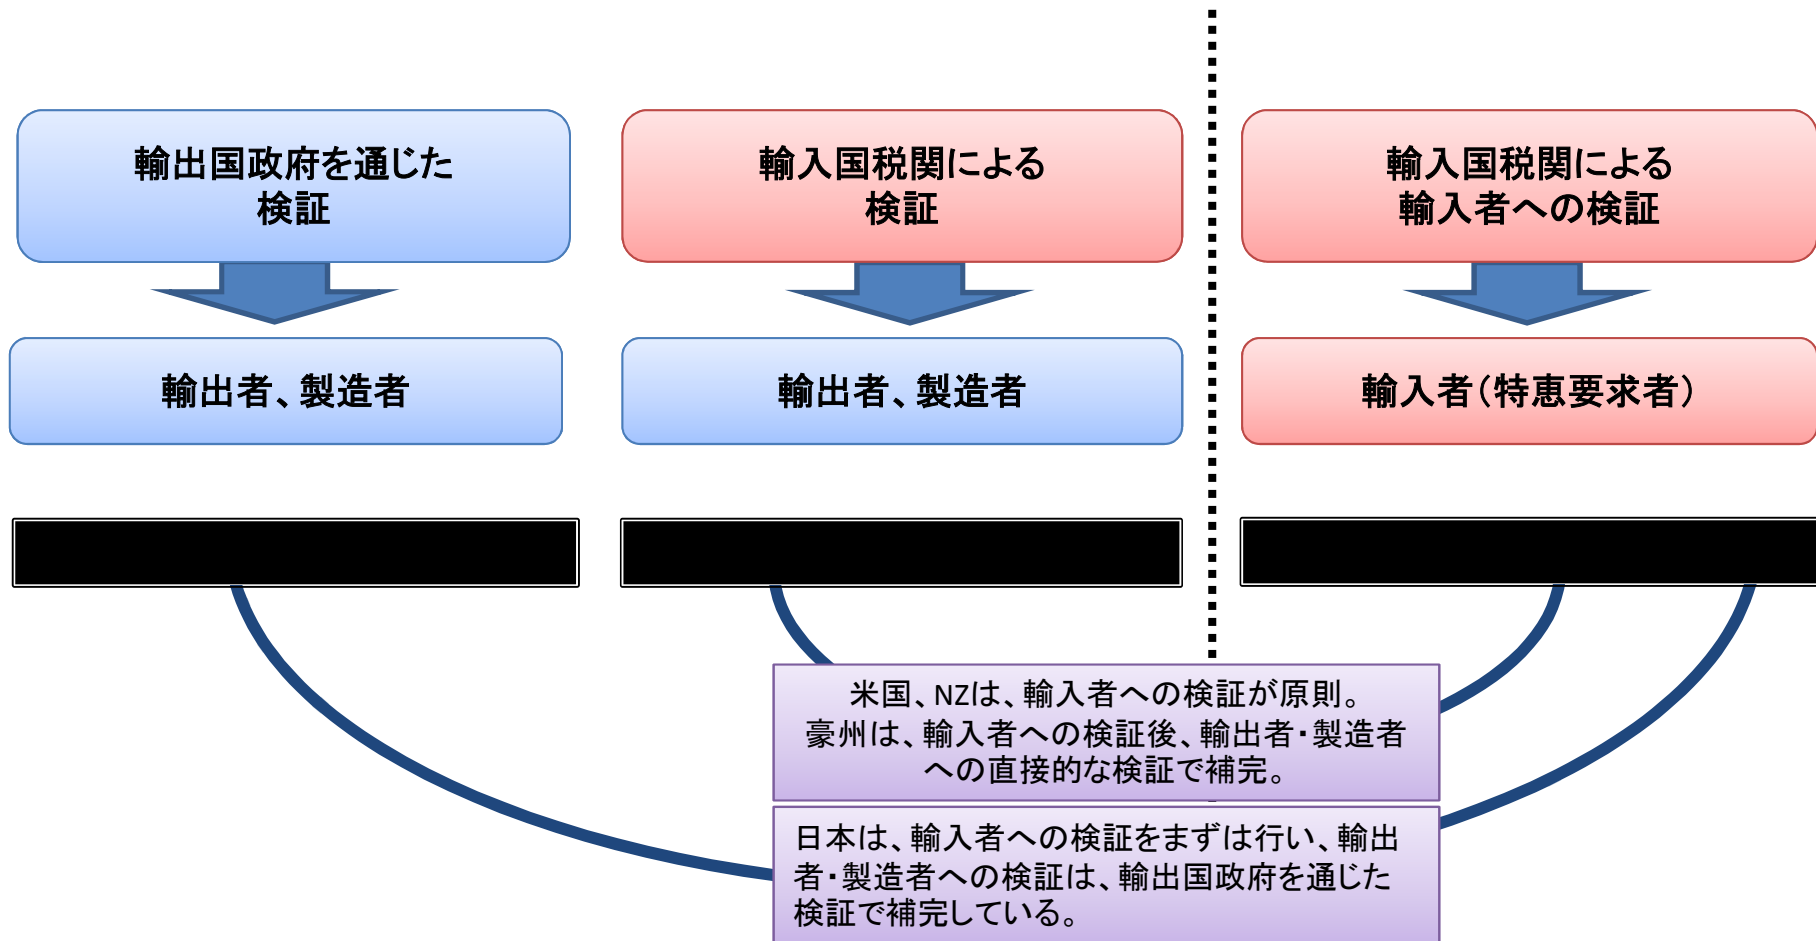 輸出国政府を通じた
検証
輸入国税関による
検証
輸入国税関による
輸入者への検証
輸出者、製造者
輸出者、製造者
輸入者(特恵要求者)
米国、NZは、輸入者への検証が原則。
豪州は、輸入者への検証後、輸出者・製造者
への直接的な検証で補完。
日本は、輸入者への検証をまずは行い、輸出
者・製造者への検証は、輸出国政府を通じた
検証で補完している。